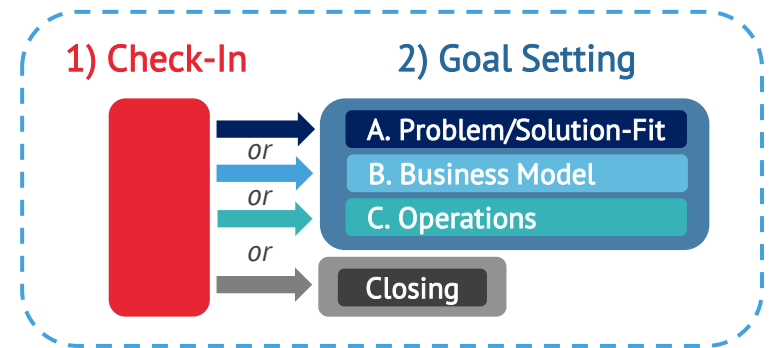 1) Check-In
2) Goal Setting
A. Problem/Solution-Fit
or
B. Business Model
or
C. Operations
or
Closing